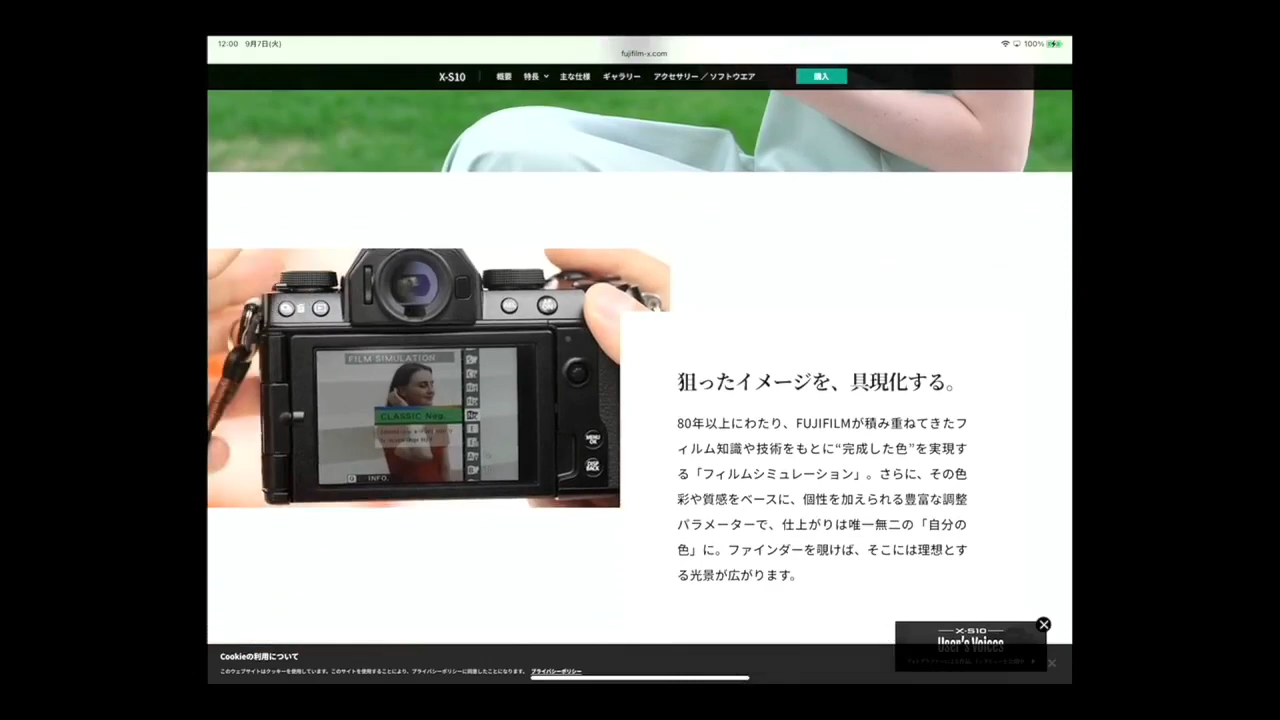 12:00 9月7日(火)
100%
fujifilm-x.com
X-S10 概要 特長 主な仕様 ギャラリー アクセサリー／ソフトウエア 購入
FILM SIMULATION
CLASSIC Neg.
INFO.
MENU
OK
DISP
BACK
狙ったイメージを、具現化する。
80年以上にわたり、FUJIFILMが積み重ねてきたフ
ィルム知識や技術をもとに“完成した色”を実現す
る「フィルムシミュレーション」。さらに、その色
彩や質感をベースに、個性を加えられる豊富な調整
パラメーターで、仕上がりは唯一無二の「自分の
色」に。ファインダーを覗けば、そこには理想とす
る光景が広がります。
X-S10
User's Voices
Cookieの利用について
このウェブサイトはクッキーを使用しています。このサイトを使用することにより、プライバシーポリシーに同意したことになります。 プライバシーポリシー